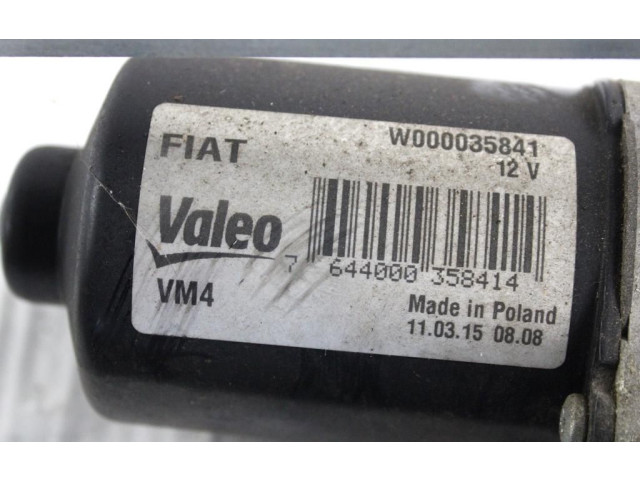 FIAT
W000035841
12 V
Valeo
7 644000 358414
VM4
Made in Poland
11.03.15 08.08